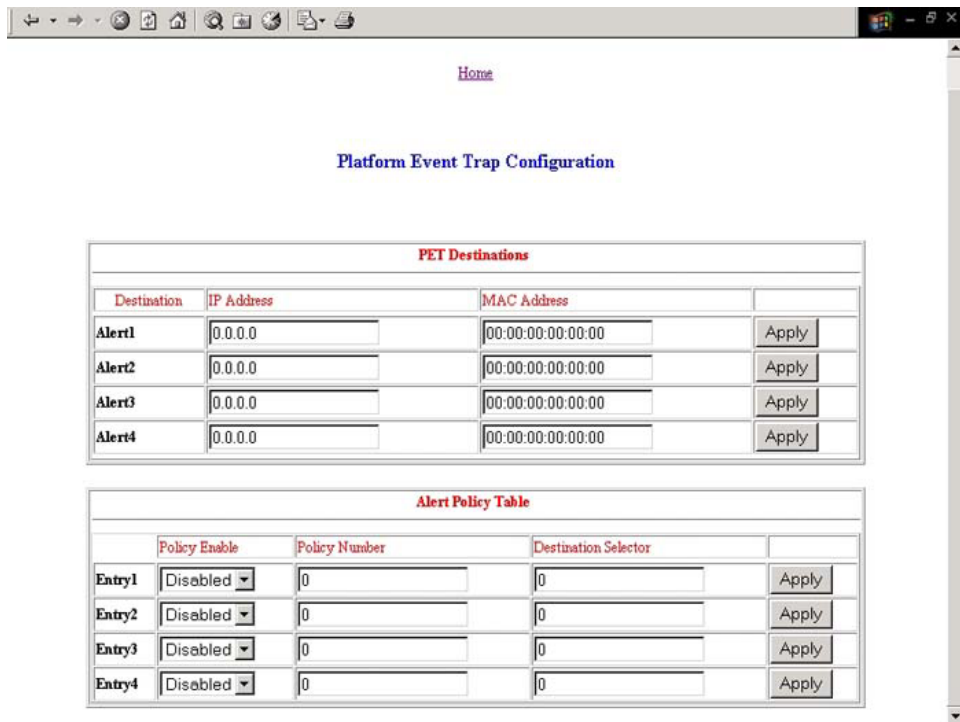 Home
Platform Event Trap Configuration
PET Destinations
Destination IP Address MAC Address
Alert1 0.0.0.0 00:00:00:00:00:00 Apply
Alert2 0.0.0.0 00:00:00:00:00:00 Apply
Alert3 0.0.0.0 00:00:00:00:00:00 Apply
Alert4 0.0.0.0 00:00:00:00:00:00 Apply
Alert Policy Table
Policy Enable Policy Number Destination Selector
Entry1 Disabled 0 0 Apply
Entry2 Disabled 0 0 Apply
Entry3 Disabled 0 0 Apply
Entry4 Disabled 0 0 Apply